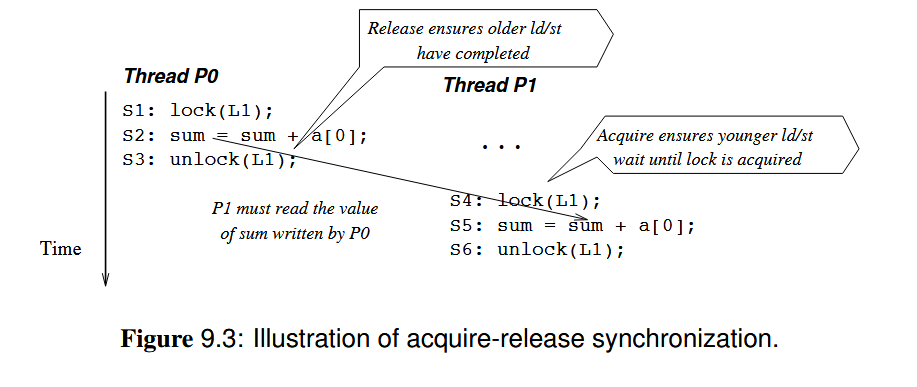 Release ensures older ld/st
have completed
Thread P0
Thread P1
S1: lock(L1);
S2: sum = sum + a[0];
S3: unlock(L1);
...
Acquire ensures younger ld/st
wait until lock is acquired
P1 must read the value
of sum written by P0
S4: lock(L1);
S5: sum = sum + a[0];
S6: unlock(L1);
Time
Figure 9.3: Illustration of acquire-release synchronization.